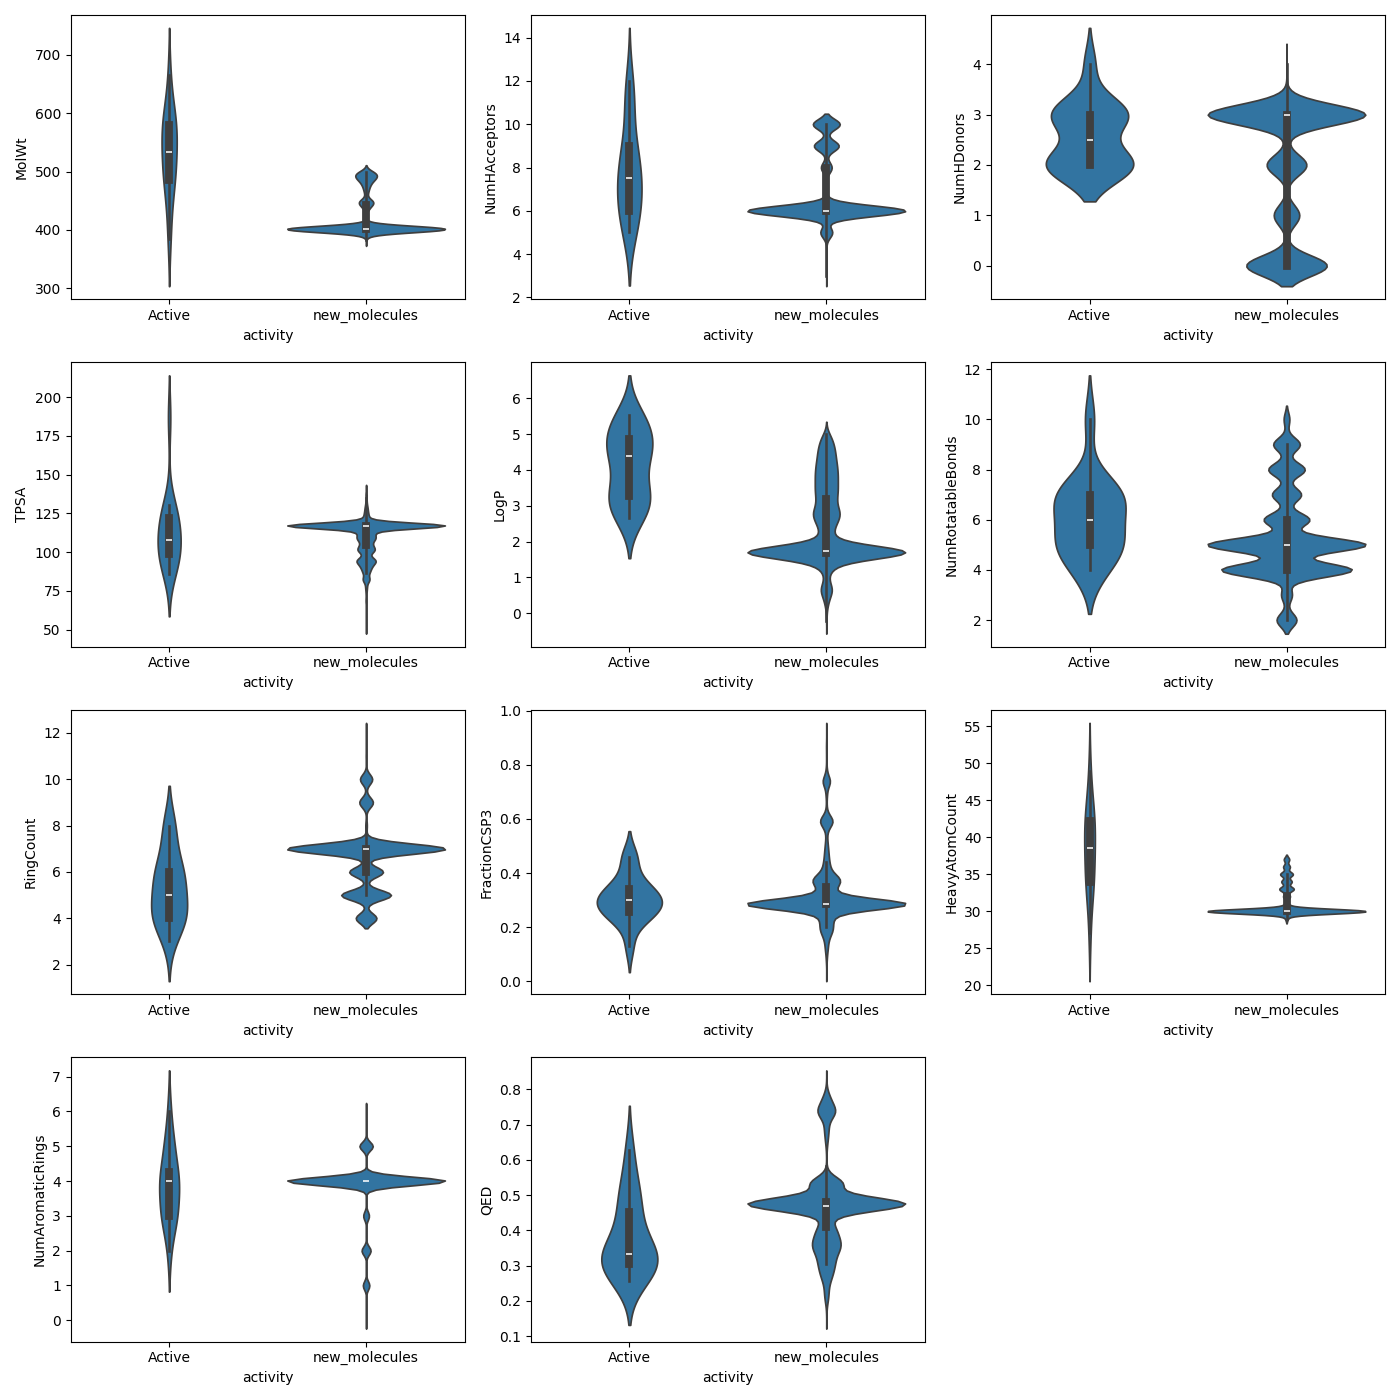 MolWt
700
600
500
400
300
Active
new_molecules
activity
NumHAcceptors
14
12
10
8
6
4
2
Active
new_molecules
activity
NumHDonors
4
3
2
1
0
Active
new_molecules
activity
TPSA
200
175
150
125
100
75
50
Active
new_molecules
activity
LogP
6
5
4
3
2
1
0
Active
new_molecules
activity
NumRotatableBonds
12
10
8
6
4
2
Active
new_molecules
activity
RingCount
12
10
8
6
4
2
Active
new_molecules
activity
FractionCSP3
1.0
0.8
0.6
0.4
0.2
0.0
Active
new_molecules
activity
HeavyAtomCount
55
50
45
40
35
30
25
20
Active
new_molecules
activity
NumAromaticRings
7
6
5
4
3
2
1
0
Active
new_molecules
activity
QED
0.8
0.7
0.6
0.5
0.4
0.3
0.2
0.1
Active
new_molecules
activity